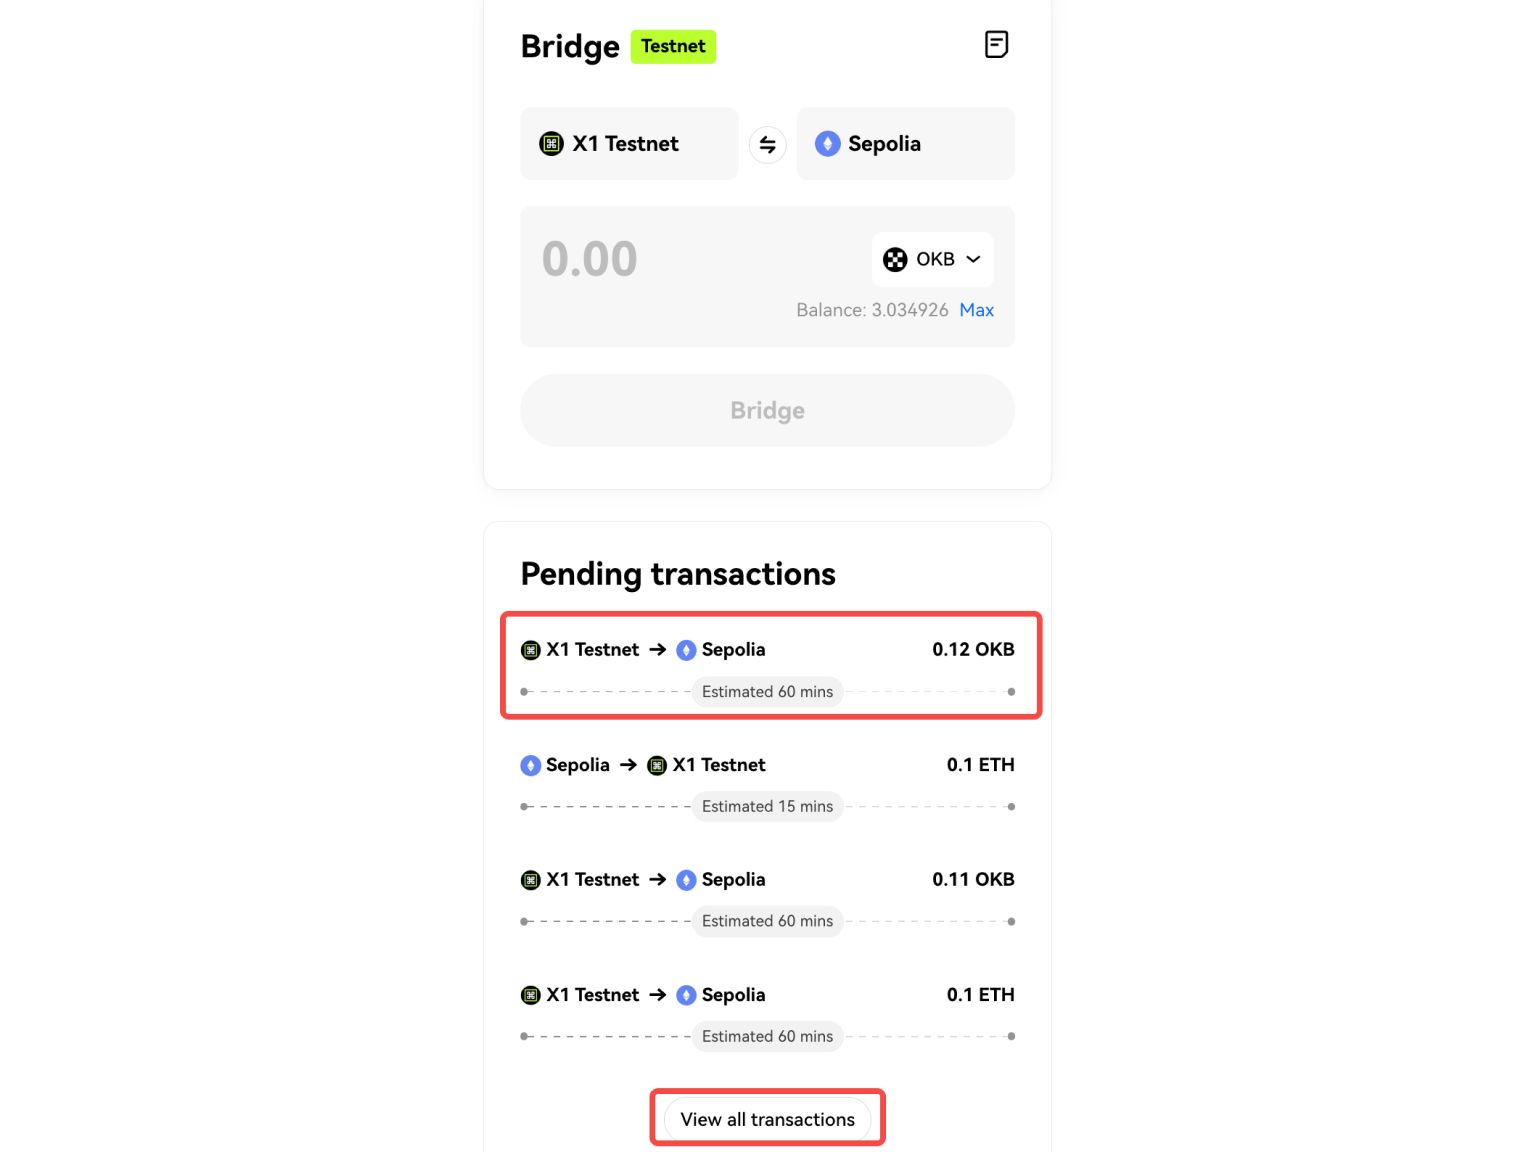 Bridge Testnet
X1 Testnet Sepolia
0.00 OKB
Balance: 3.034926 Max
Bridge
Pending transactions
X1 Testnet → Sepolia 0.12 OKB
Estimated 60 mins
Sepolia → X1 Testnet 0.1 ETH
Estimated 15 mins
X1 Testnet → Sepolia 0.11 OKB
Estimated 60 mins
X1 Testnet → Sepolia 0.1 ETH
Estimated 60 mins
View all transactions